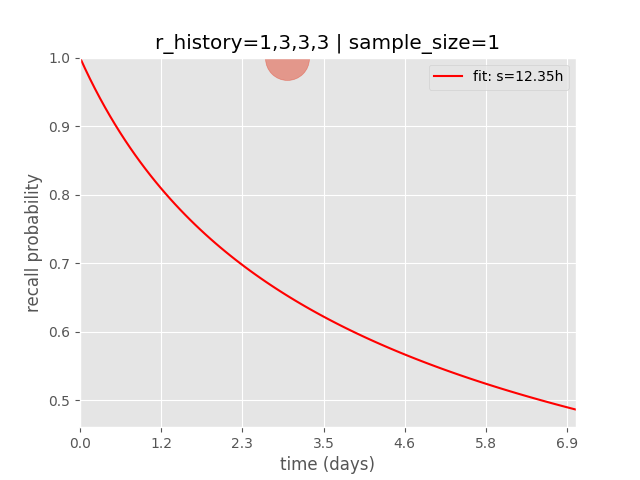 r_history=1,3,3,3 | sample_size=1
fit: s=12.35h
recall probability
1.0
0.9
0.8
0.7
0.6
0.5
0.0 1.2 2.3 3.5 4.6 5.8 6.9
time (days)